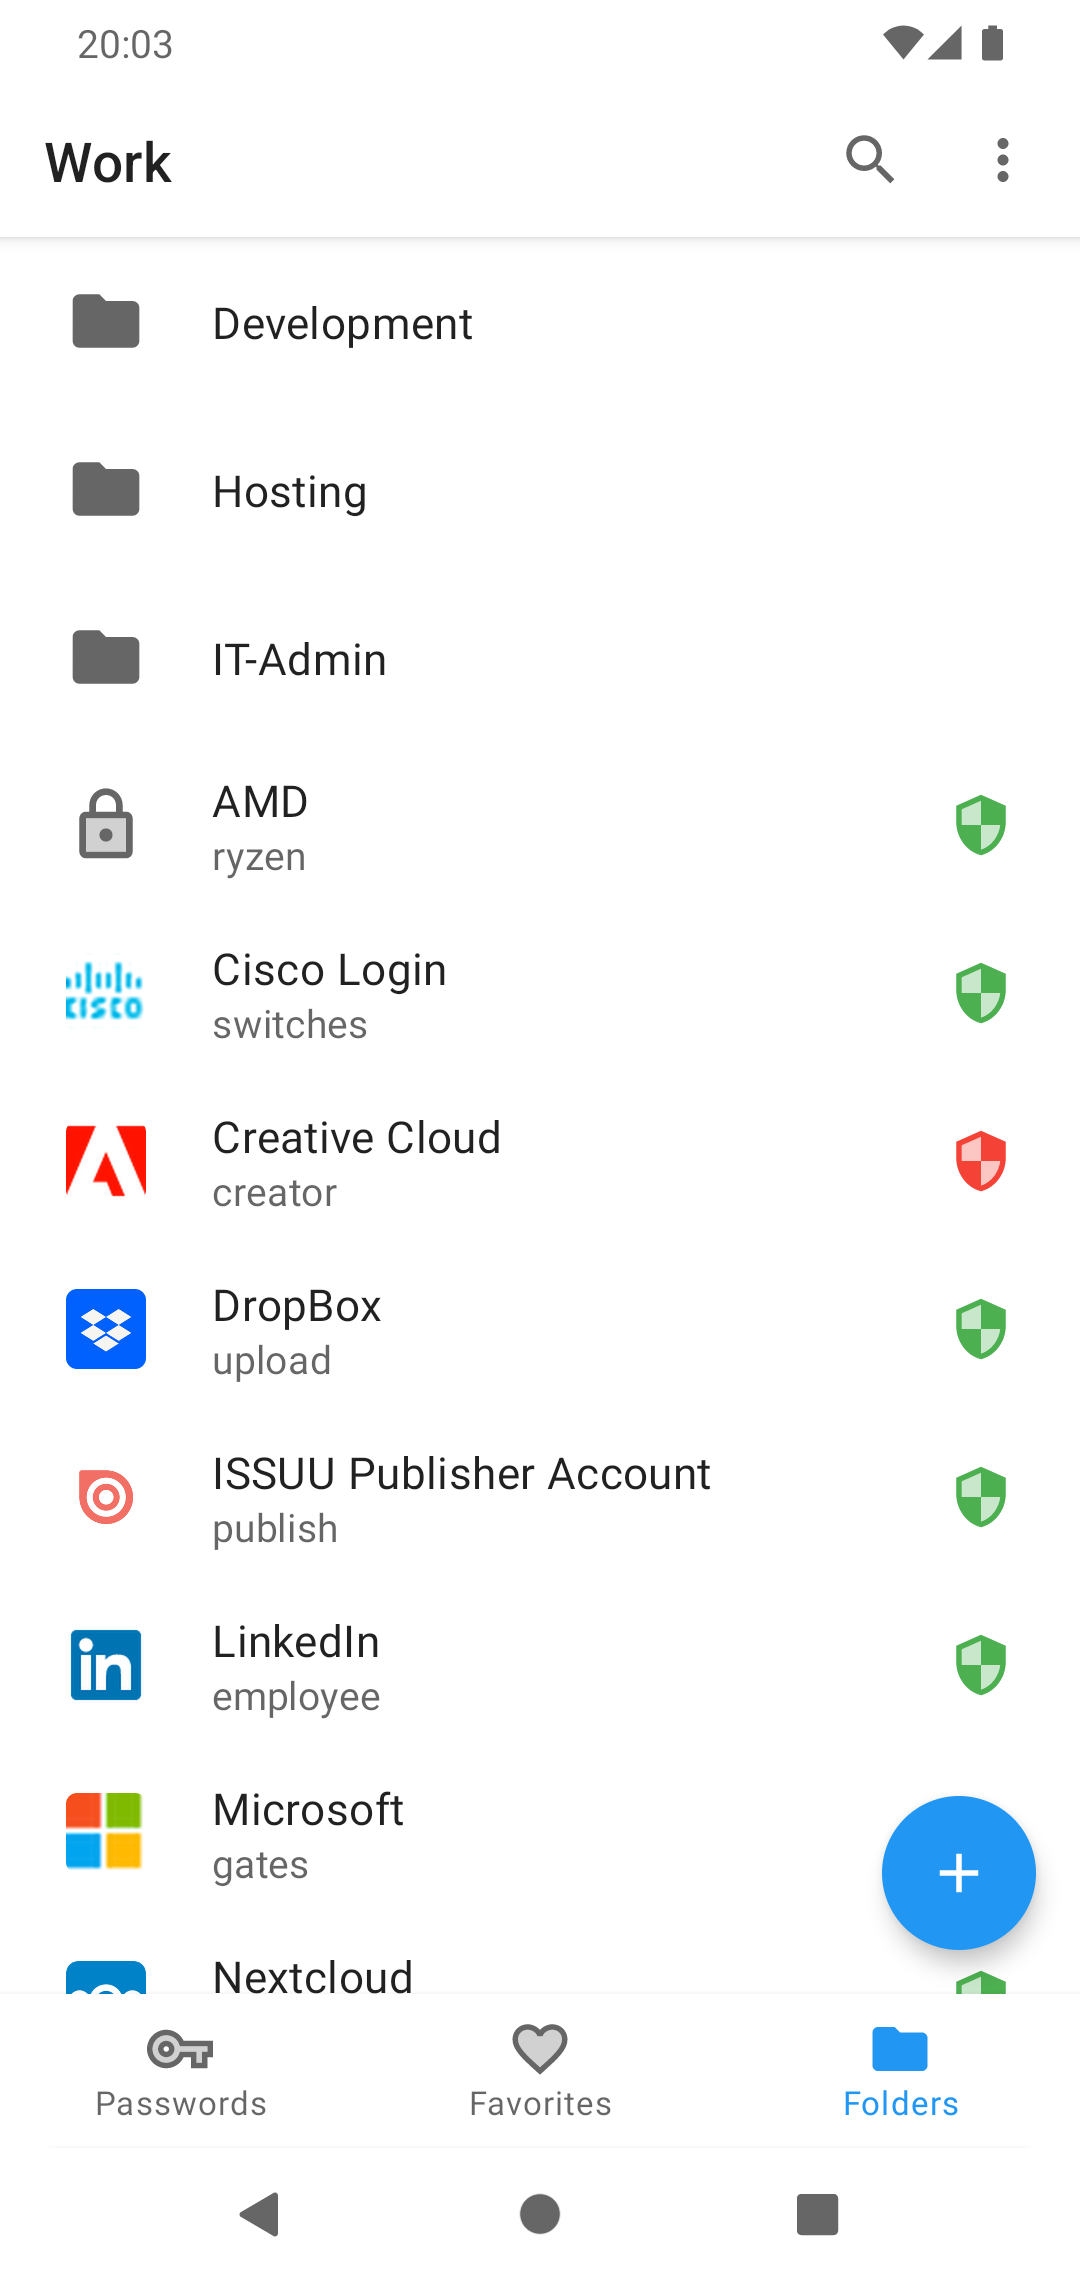 20:03
Work
Development
Hosting
IT-Admin
AMD
ryzen
CISCO
Cisco Login
switches
Creative Cloud
creator
DropBox
upload
ISSUU Publisher Account
publish
in
LinkedIn
employee
Microsoft
gates
Nextcloud
Passwords
Favorites
Folders